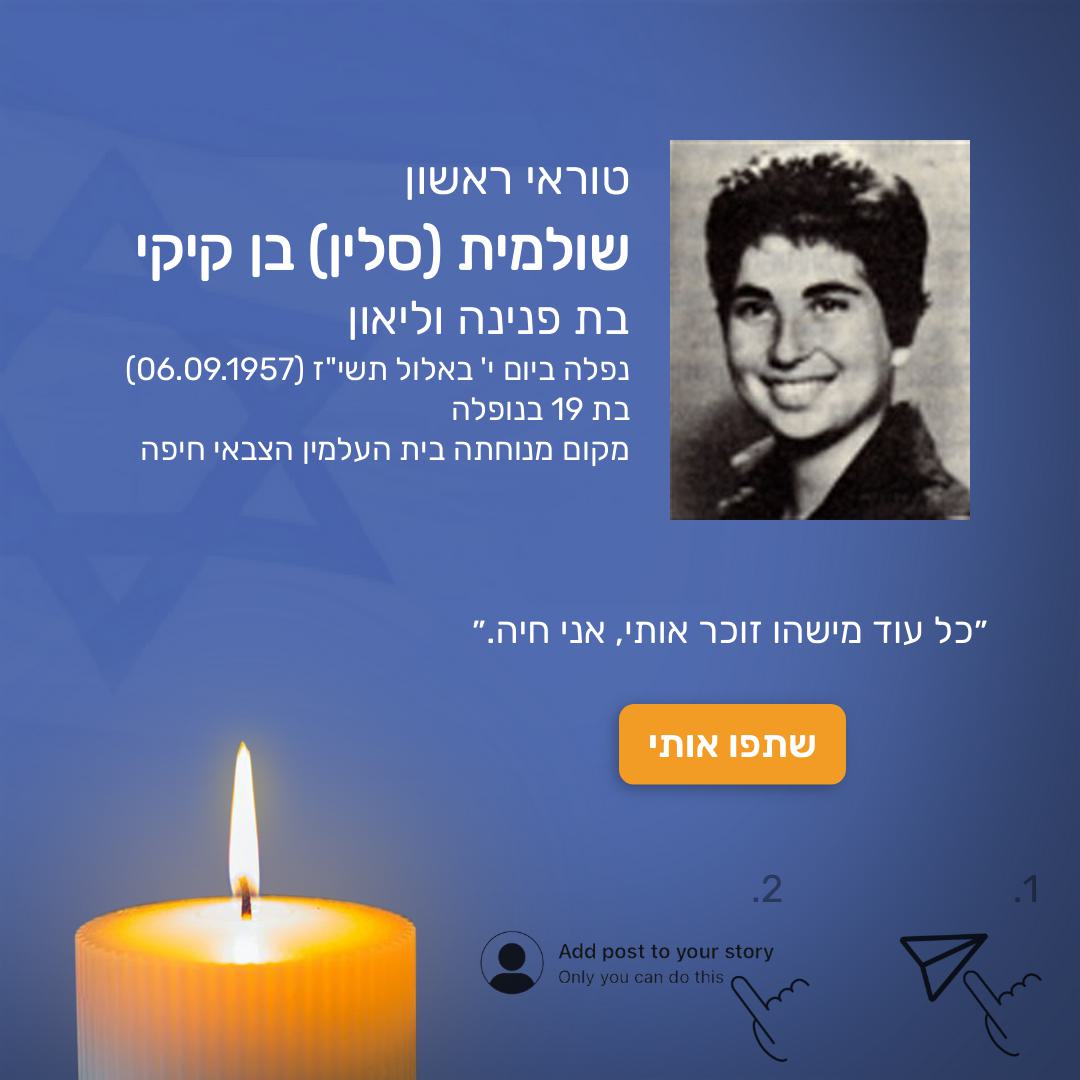 טוראי ראשון
שולמית (סלין) בן קיקי
בת פנינה וליאון
נפלה ביום י' באלול תשי"ז (06.09.1957)
בת 19 בנופלה
מקום מנוחתה בית העלמין הצבאי חיפה
״כל עוד מישהו זוכר אותי, אני חיה.״
שתפו אותי
.1
.2
Add post to your story
Only you can do this